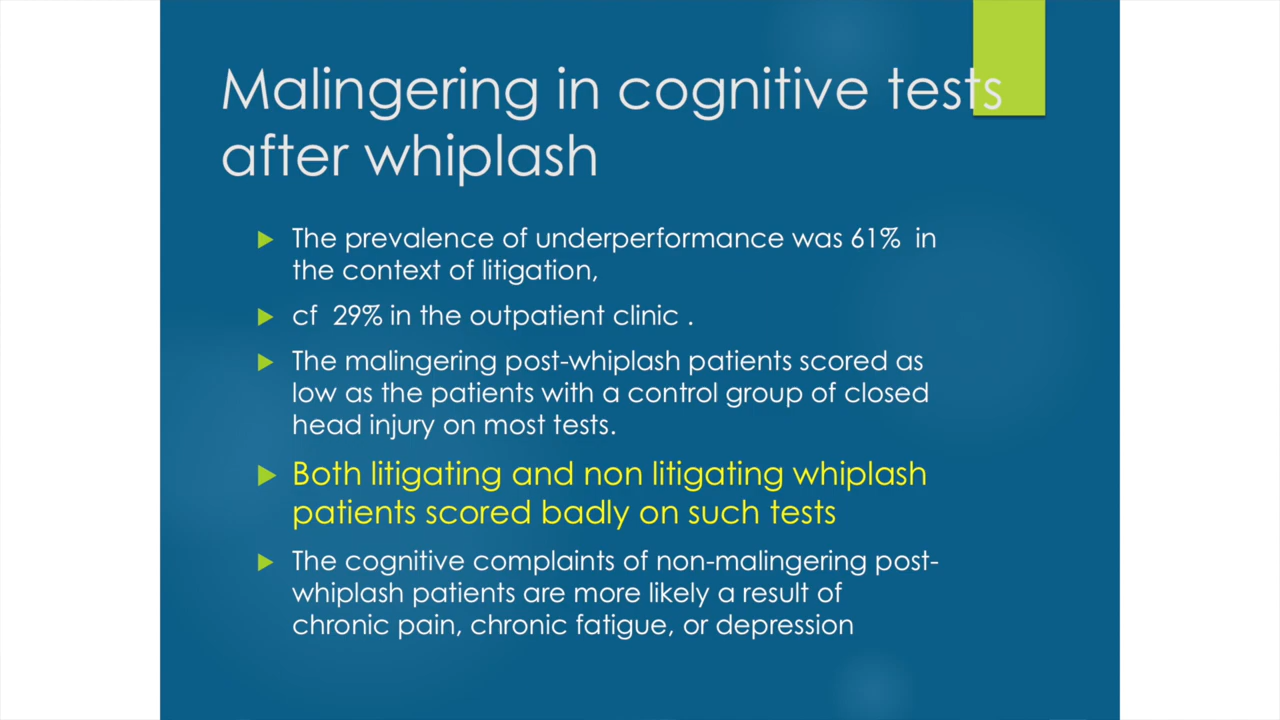 Malingering in cognitive tests
after whiplash
The prevalence of underperformance was 61% in
the context of litigation,
cf 29% in the outpatient clinic .
The malingering post-whiplash patients scored as
low as the patients with a control group of closed
head injury on most tests.
Both litigating and non litigating whiplash
patients scored badly on such tests
The cognitive complaints of non-malingering post-
whiplash patients are more likely a result of
chronic pain, chronic fatigue, or depression